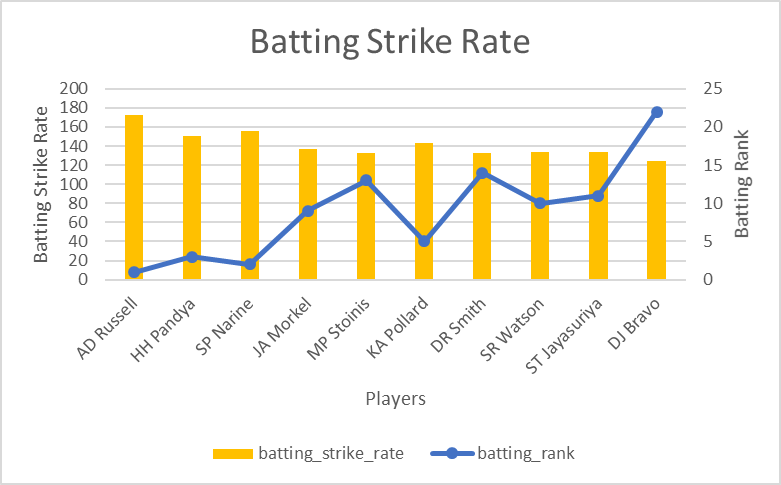 Batting Strike Rate
Batting Strike Rate
200
180
160
140
120
100
80
60
40
20
0
25
20
15
10
5
0
Batting Rank
AD Russell
HH Pandya
SP Narine
JA Morkel
MP Stoinis
KA Pollard
DR Smith
SR Watson
ST Jayasuriya
DJ Bravo
Players
batting_strike_rate
batting_rank